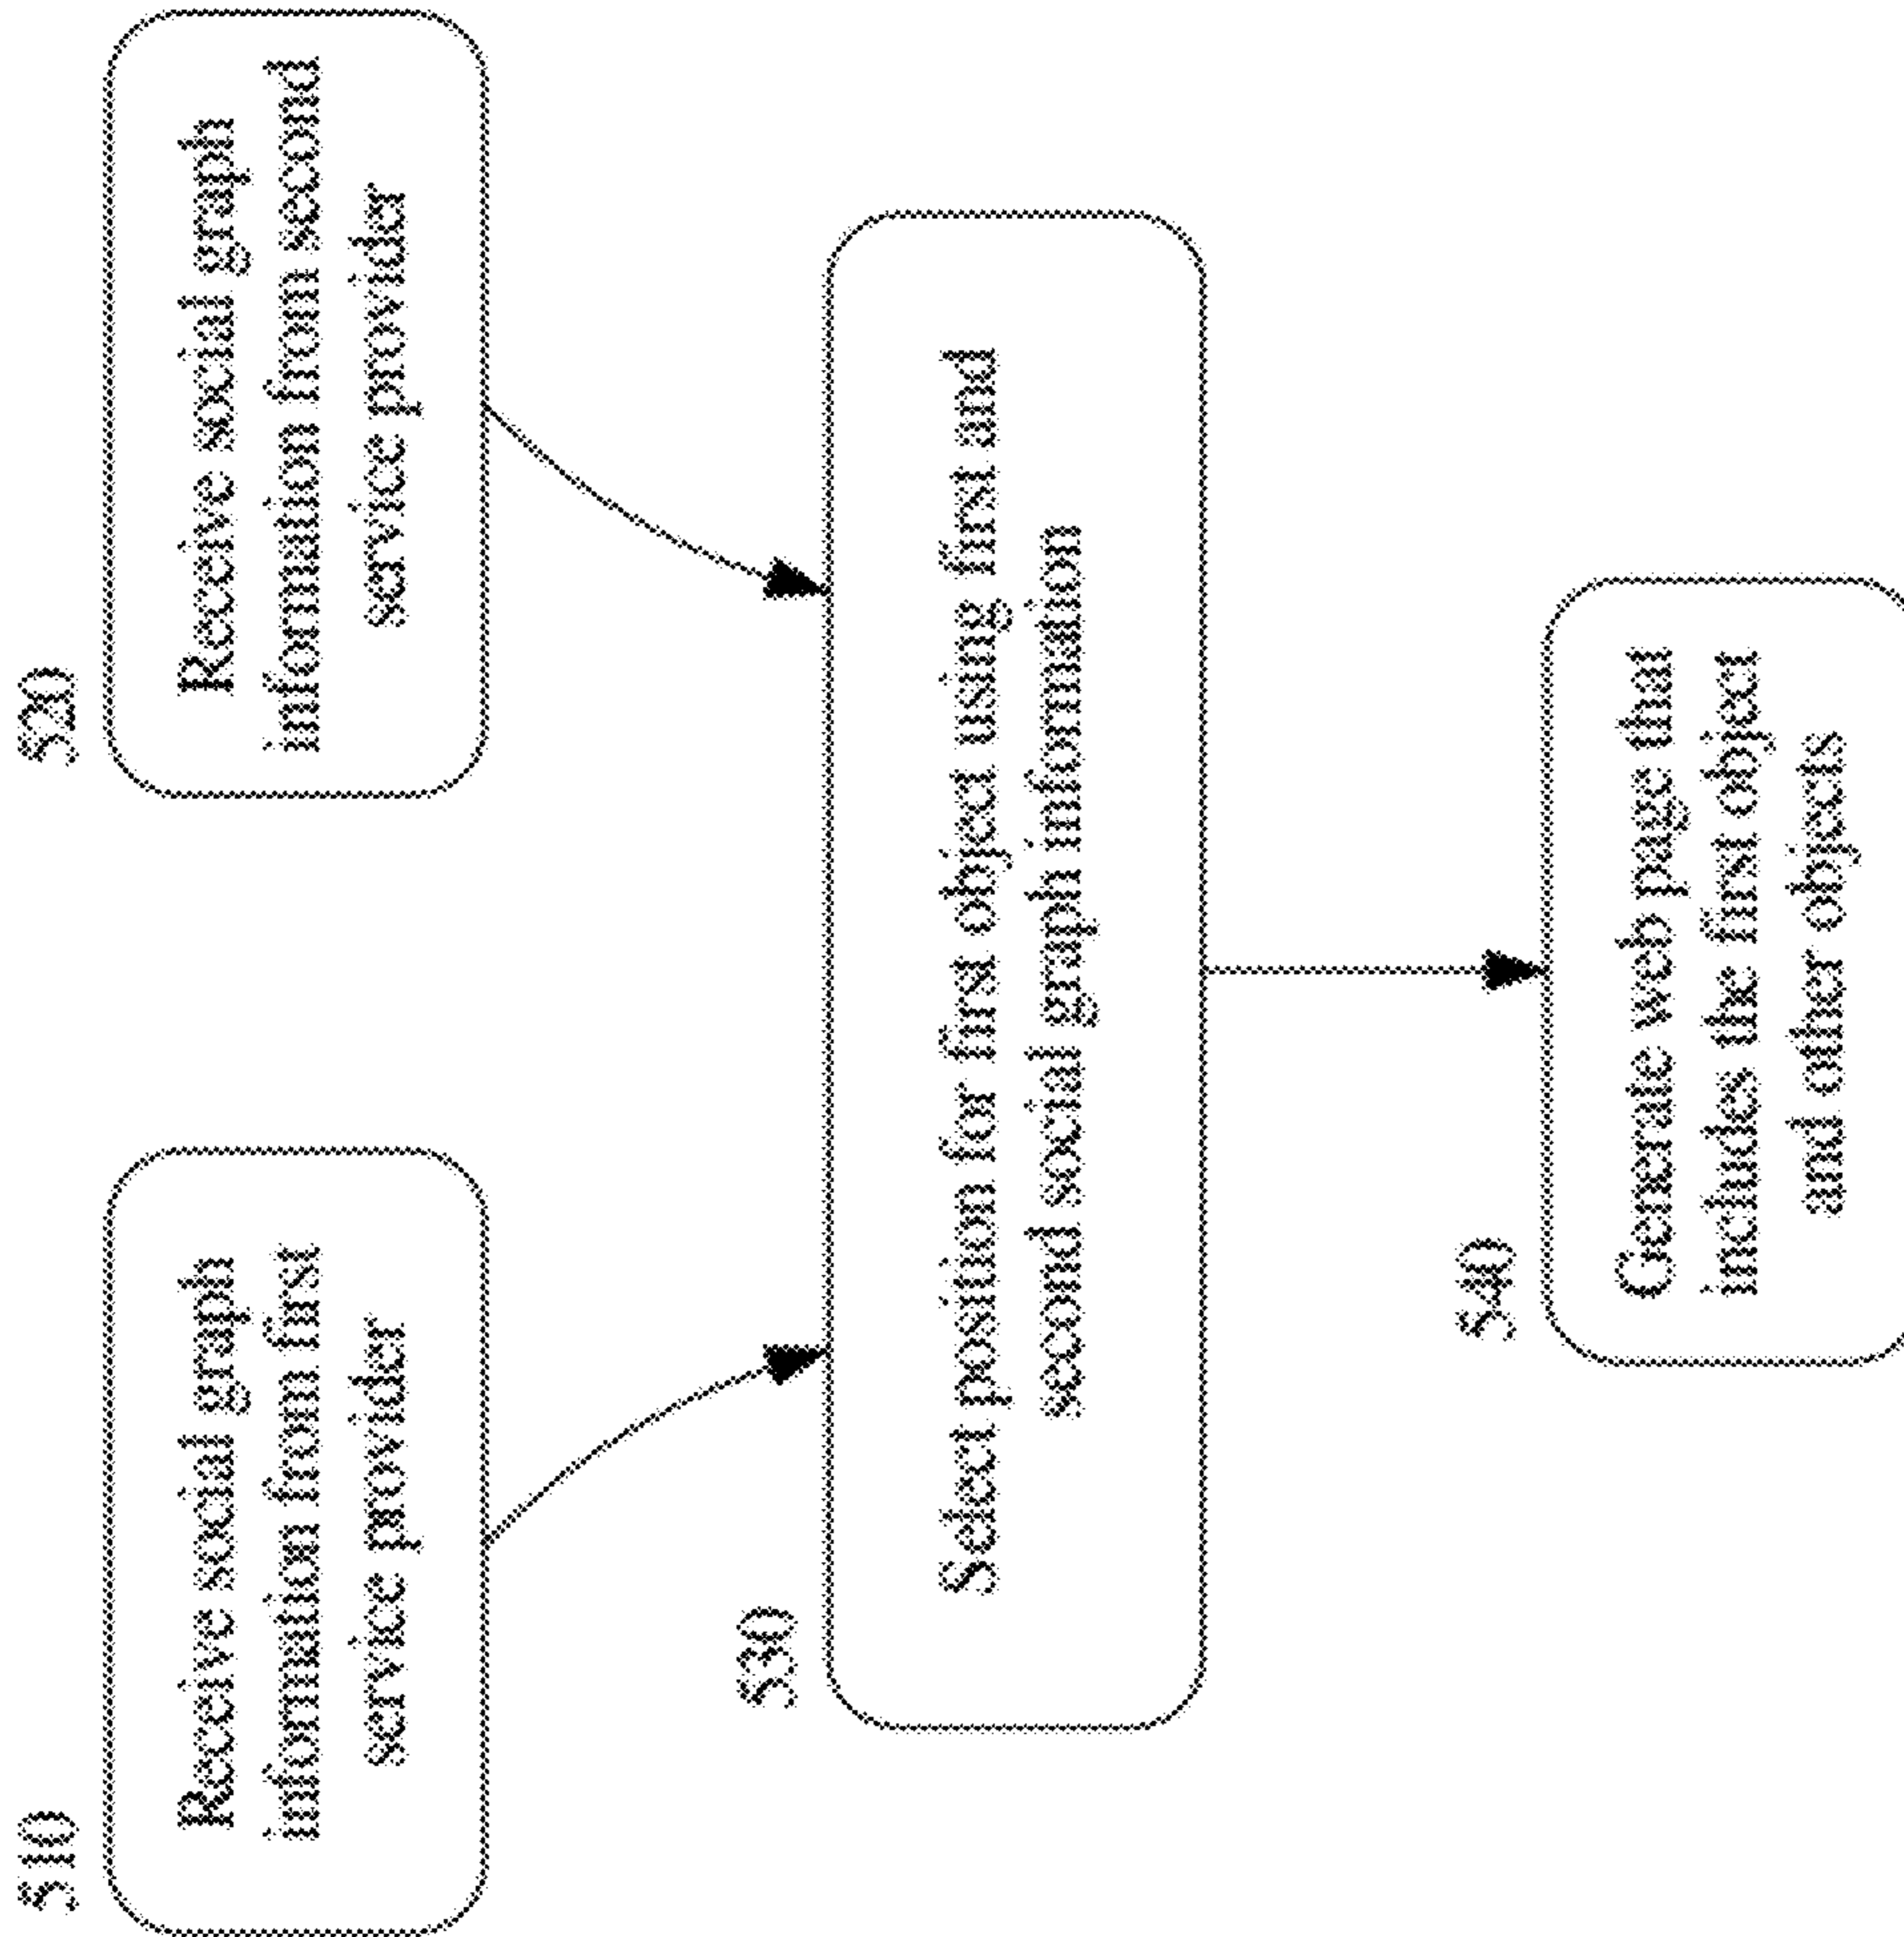 510
Receive social graph
information from first
service provider
520
Receive social graph
information from second
service provider
530
Select position for first object using first and
second social graph information
540
Generate web page that
includes the first object
and other objects